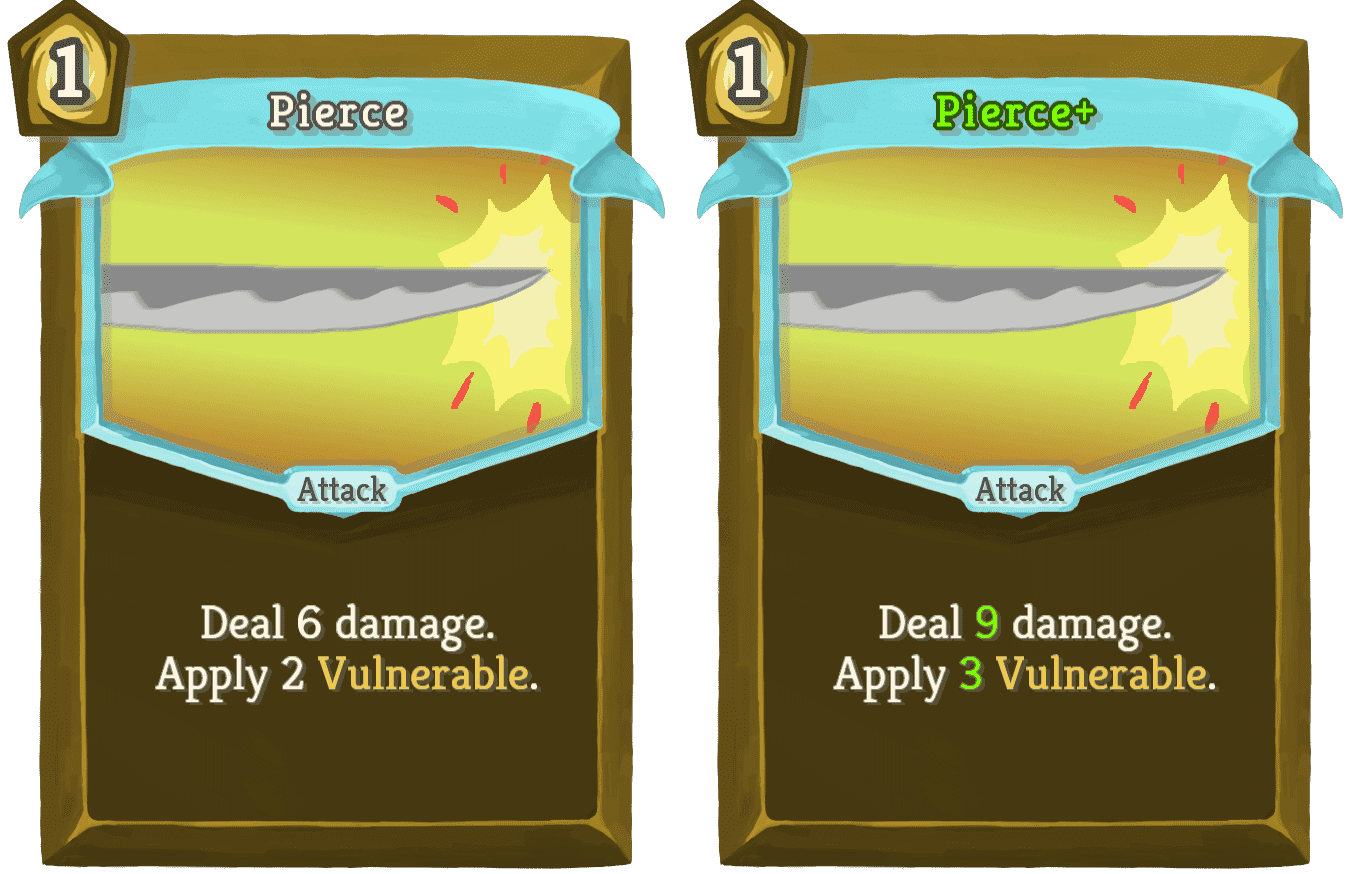 1
Pierce
Attack
Deal 6 damage.
Apply 2 Vulnerable.
1
Pierce+
Attack
Deal 9 damage.
Apply 3 Vulnerable.